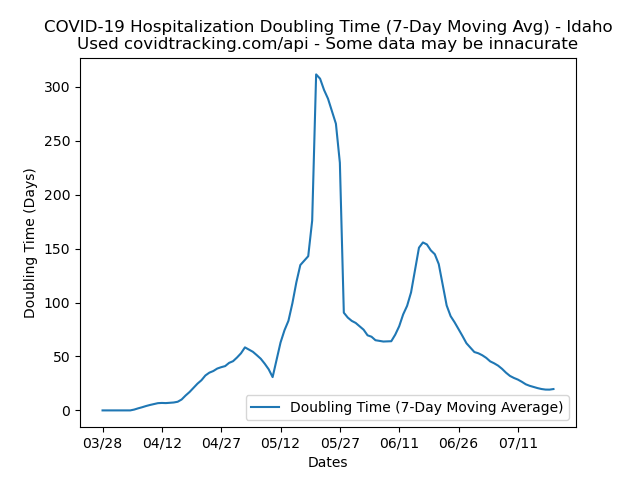 COVID-19 Hospitalization Doubling Time (7-Day Moving Avg) - Idaho
Used covidtracking.com/api - Some data may be innacurate
Doubling Time (Days)
300
250
200
150
100
50
0
Doubling Time (7-Day Moving Average)
03/28 04/12 04/27 05/12 05/27 06/11 06/26 07/11
Dates